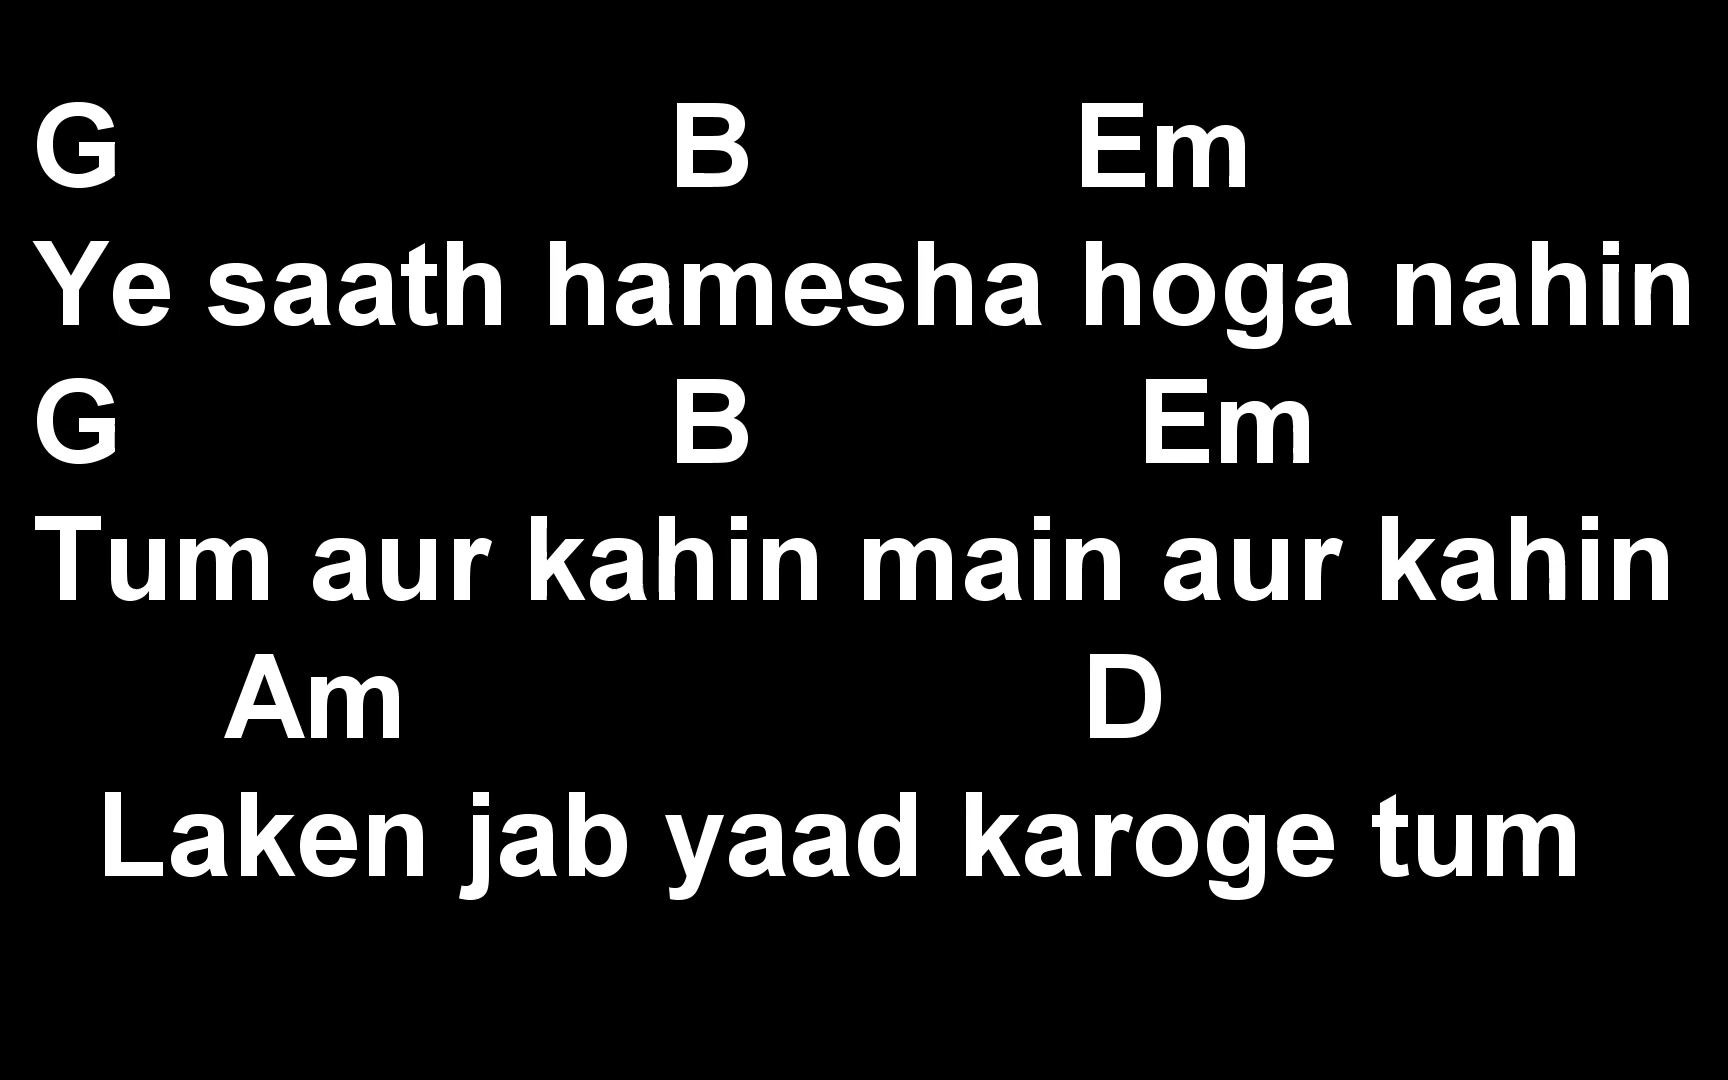 G B Em
Ye saath hamesha hoga nahin
G B Em
Tum aur kahin main aur kahin
Am D
Laken jab yaad karoge tum